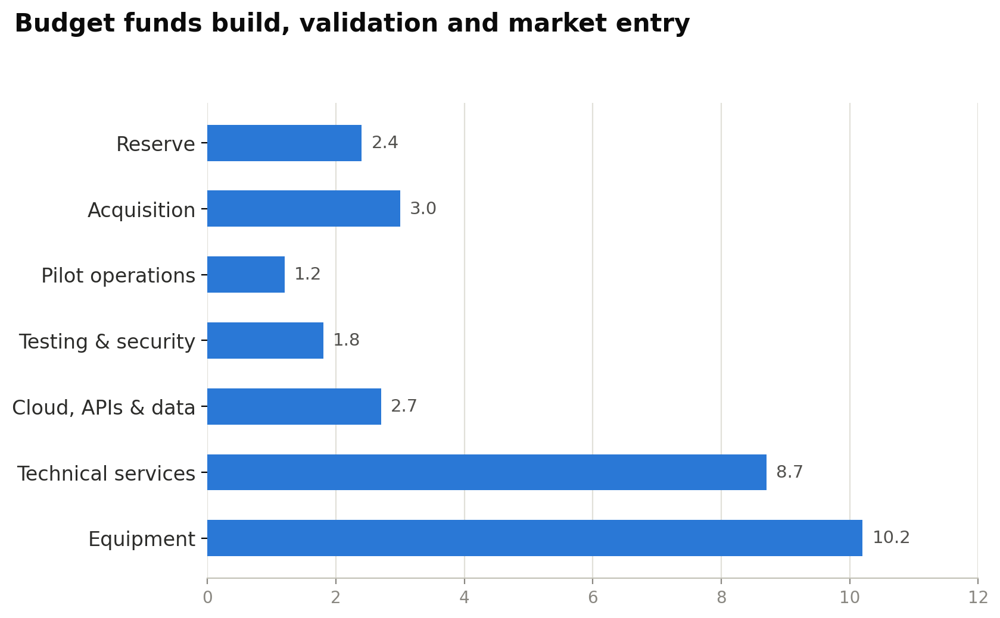 Budget funds build, validation and market entry
Reserve 2.4
Acquisition 3.0
Pilot operations 1.2
Testing & security 1.8
Cloud, APIs & data 2.7
Technical services 8.7
Equipment 10.2
0 2 4 6 8 10 12